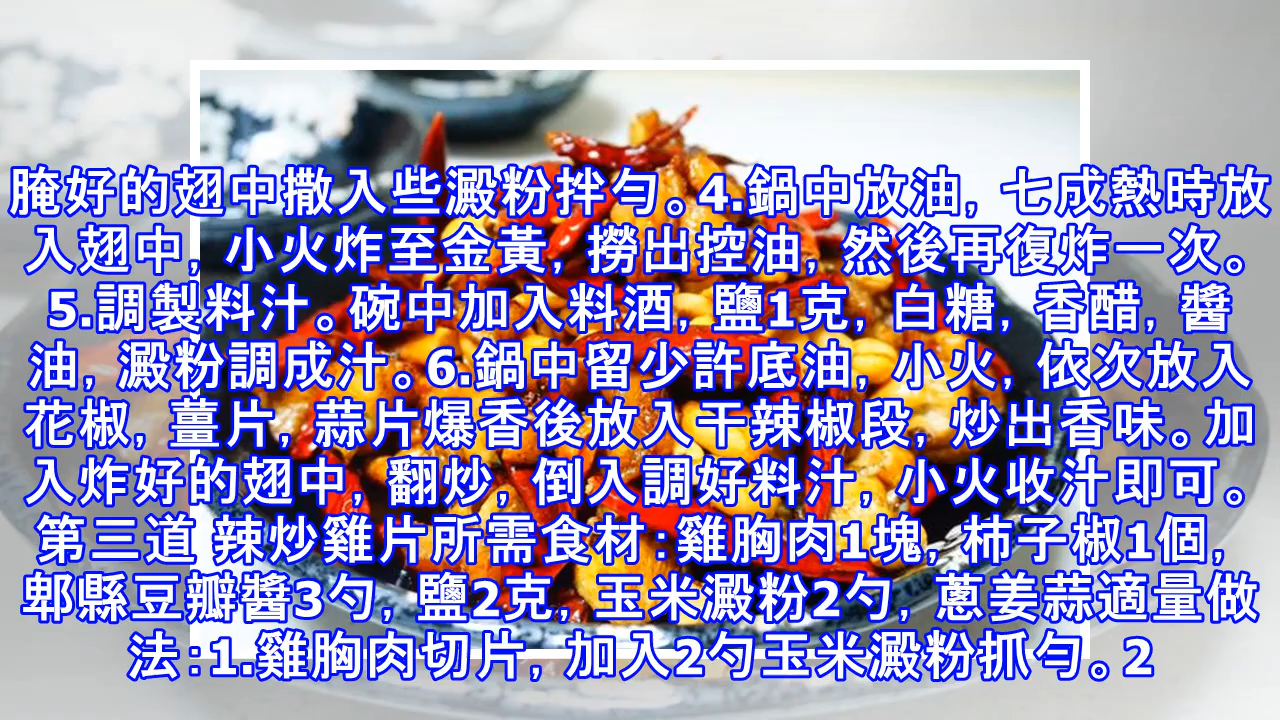 腌好的翅中撒入些澱粉拌勻。4.鍋中放油, 七成熱時放
入翅中, 小火炸至金黃, 撈出控油, 然後再復炸一次。
5.調製料汁。碗中加入料酒, 鹽1克, 白糖, 香醋, 醬
油, 澱粉調成汁。6.鍋中留少許底油, 小火, 依次放入
花椒, 薑片, 蒜片爆香後放入干辣椒段, 炒出香味。加
入炸好的翅中, 翻炒, 倒入調好料汁, 小火收汁即可。
第三道 辣炒雞片所需食材:雞胸肉1塊, 柿子椒1個,
郫縣豆瓣醬3勺, 鹽2克, 玉米澱粉2勺, 蔥姜蒜適量做
法:1.雞胸肉切片, 加入2勺玉米澱粉抓勻。2